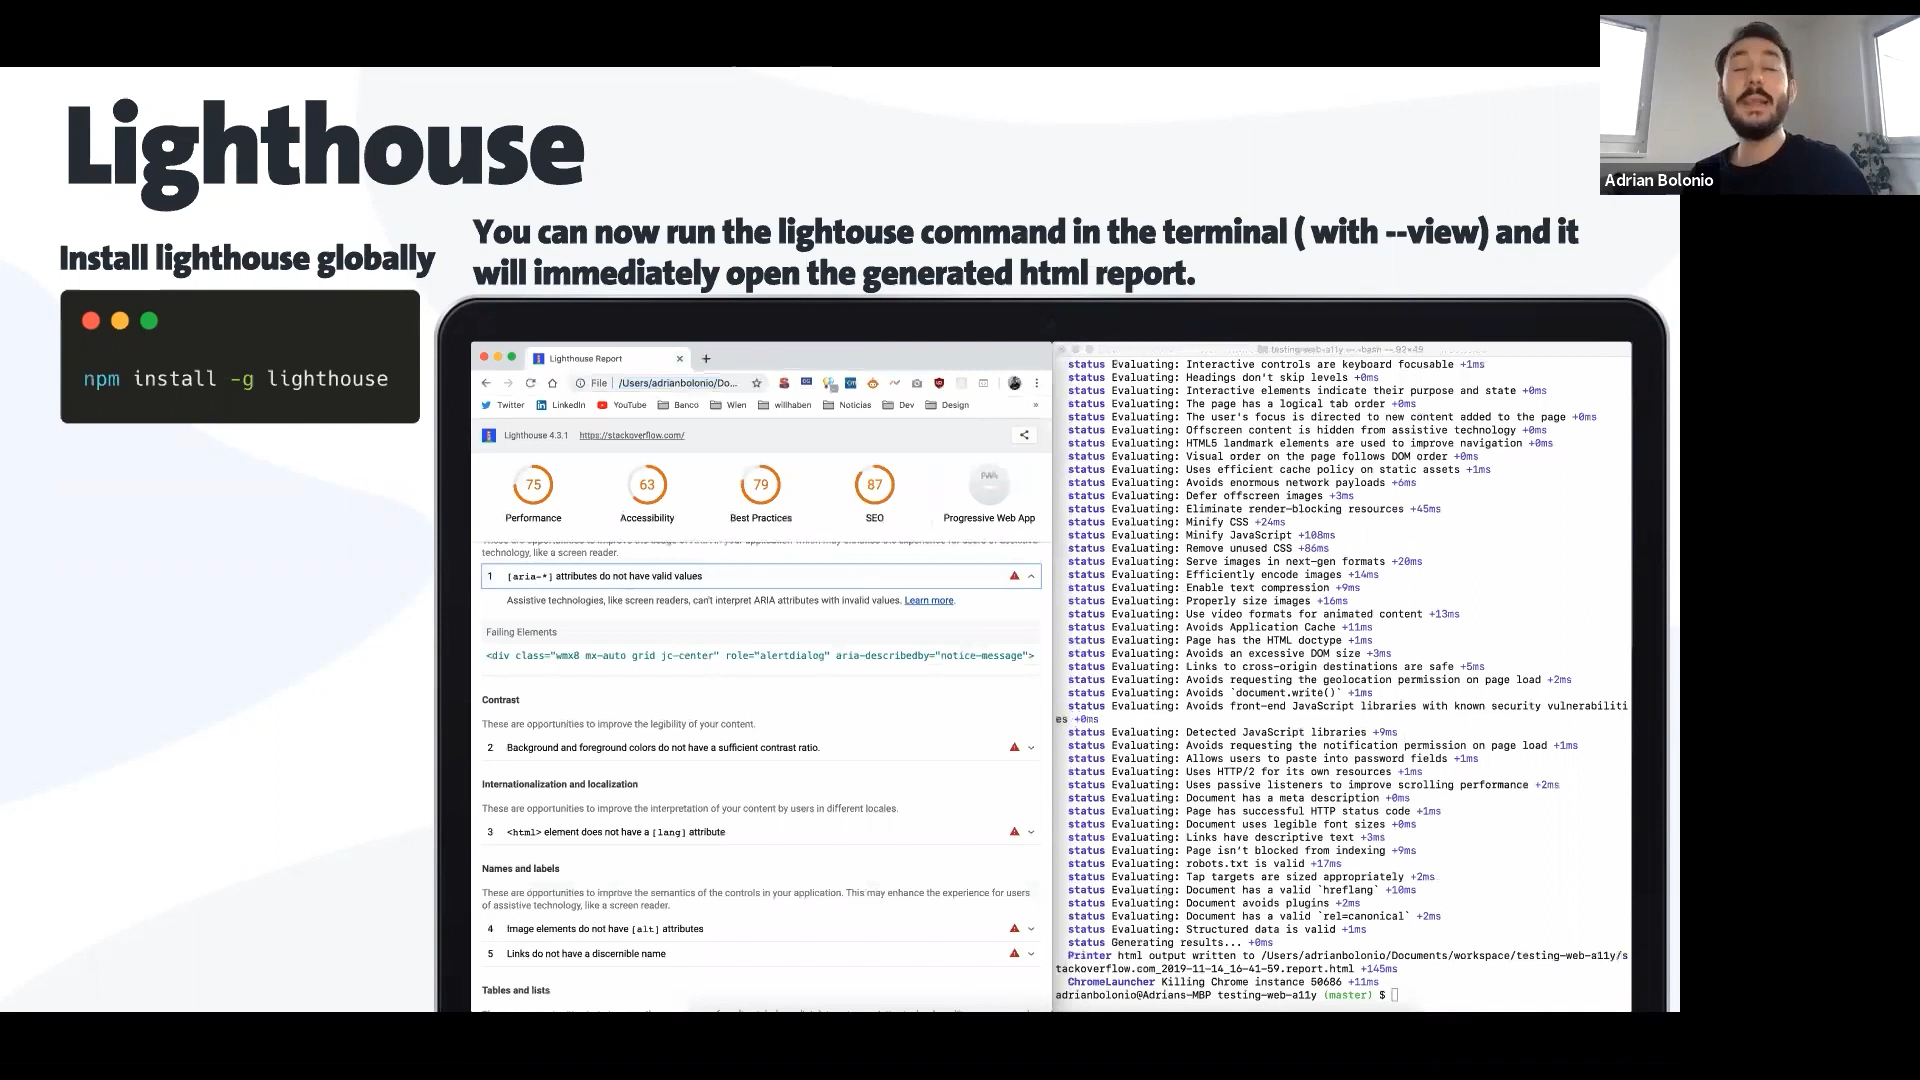 Lighthouse
Adrian Bolonio
Install lighthouse globally
npm install -g lighthouse
You can now run the lightouse command in the terminal ( with --view) and it
will immediately open the generated html report.
Lighthouse Report
File | /Users/adrianbolonio/Do...
Twitter LinkedIn YouTube Banco Wien willhaben Noticias Dev Design »
Lighthouse 4.3.1 https://stackoverflow.com/
75 63 79 87 PWA
Performance Accessibility Best Practices SEO Progressive Web App
technology, like a screen reader.
1 [aria-*] attributes do not have valid values
Assistive technologies, like screen readers, can't interpret ARIA attributes with invalid values. Learn more.
Failing Elements
<div class="wmx8 mx-auto grid jc-center" role="alertdialog" aria-describedby="notice-message">
Contrast
These are opportunities to improve the legibility of your content.
2 Background and foreground colors do not have a sufficient contrast ratio.
Internationalization and localization
These are opportunities to improve the interpretation of your content by users in different locales.
3 <html> element does not have a [lang] attribute
Names and labels
These are opportunities to improve the semantics of the controls in your application. This may enhance the experience for users
of assistive technology, like a screen reader.
4 Image elements do not have [alt] attributes
5 Links do not have a discernible name
Tables and lists
testing-web-a11y — -bash — 92×49
status Evaluating: Interactive controls are keyboard focusable +1ms
status Evaluating: Headings don't skip levels +0ms
status Evaluating: Interactive elements indicate their purpose and state +0ms
status Evaluating: The page has a logical tab order +0ms
status Evaluating: The user's focus is directed to new content added to the page +0ms
status Evaluating: Offscreen content is hidden from assistive technology +0ms
status Evaluating: HTML5 landmark elements are used to improve navigation +0ms
status Evaluating: Visual order on the page follows DOM order +0ms
status Evaluating: Uses efficient cache policy on static assets +1ms
status Evaluating: Avoids enormous network payloads +6ms
status Evaluating: Defer offscreen images +3ms
status Evaluating: Eliminate render-blocking resources +45ms
status Evaluating: Minify CSS +24ms
status Evaluating: Minify JavaScript +108ms
status Evaluating: Remove unused CSS +86ms
status Evaluating: Serve images in next-gen formats +20ms
status Evaluating: Efficiently encode images +14ms
status Evaluating: Enable text compression +9ms
status Evaluating: Properly size images +16ms
status Evaluating: Use video formats for animated content +13ms
status Evaluating: Avoids Application Cache +11ms
status Evaluating: Page has the HTML doctype +1ms
status Evaluating: Avoids an excessive DOM size +3ms
status Evaluating: Links to cross-origin destinations are safe +5ms
status Evaluating: Avoids requesting the geolocation permission on page load +2ms
status Evaluating: Avoids `document.write()` +1ms
status Evaluating: Avoids front-end JavaScript libraries with known security vulnerabiliti
es +0ms
status Evaluating: Detected JavaScript libraries +9ms
status Evaluating: Avoids requesting the notification permission on page load +1ms
status Evaluating: Allows users to paste into password fields +1ms
status Evaluating: Uses HTTP/2 for its own resources +1ms
status Evaluating: Uses passive listeners to improve scrolling performance +2ms
status Evaluating: Document has a meta description +0ms
status Evaluating: Page has successful HTTP status code +1ms
status Evaluating: Document uses legible font sizes +0ms
status Evaluating: Links have descriptive text +3ms
status Evaluating: Page isn't blocked from indexing +9ms
status Evaluating: robots.txt is valid +17ms
status Evaluating: Tap targets are sized appropriately +2ms
status Evaluating: Document has a valid `hreflang` +10ms
status Evaluating: Document avoids plugins +2ms
status Evaluating: Document has a valid `rel=canonical` +2ms
status Evaluating: Structured data is valid +1ms
status Generating results... +0ms
Printer html output written to /Users/adrianbolonio/Documents/workspace/testing-web-a11y/s
tackoverflow.com_2019-11-14_16-41-59.report.html +145ms
ChromeLauncher Killing Chrome instance 50686 +11ms
adrianbolonio@Adrians-MBP testing-web-a11y (master) $